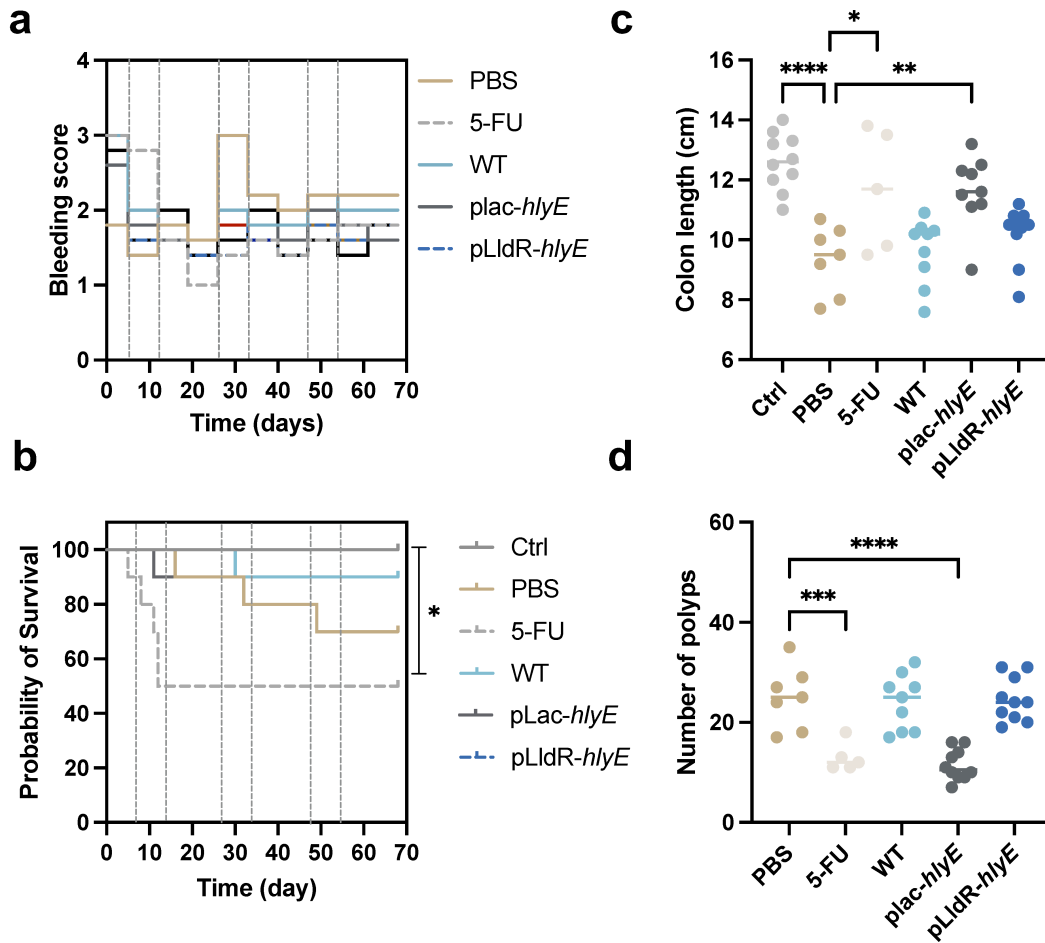 a
4
3
2
1
0
Bleeding score
0 10 20 30 40 50 60 70
Time (days)
PBS
5-FU
WT
plac-hlyE
pLldR-hlyE
b
100
80
60
40
20
0
Probability of Survival
0 10 20 30 40 50 60 70
Time (day)
*
Ctrl
PBS
5-FU
WT
pLac-hlyE
pLldR-hlyE
c
*
**** **
16
14
12
10
8
6
Colon length (cm)
Ctrl PBS 5-FU WT plac-hlyE pLldR-hlyE
d
****
***
60
40
20
0
Number of polyps
PBS 5-FU WT plac-hlyE pLldR-hlyE